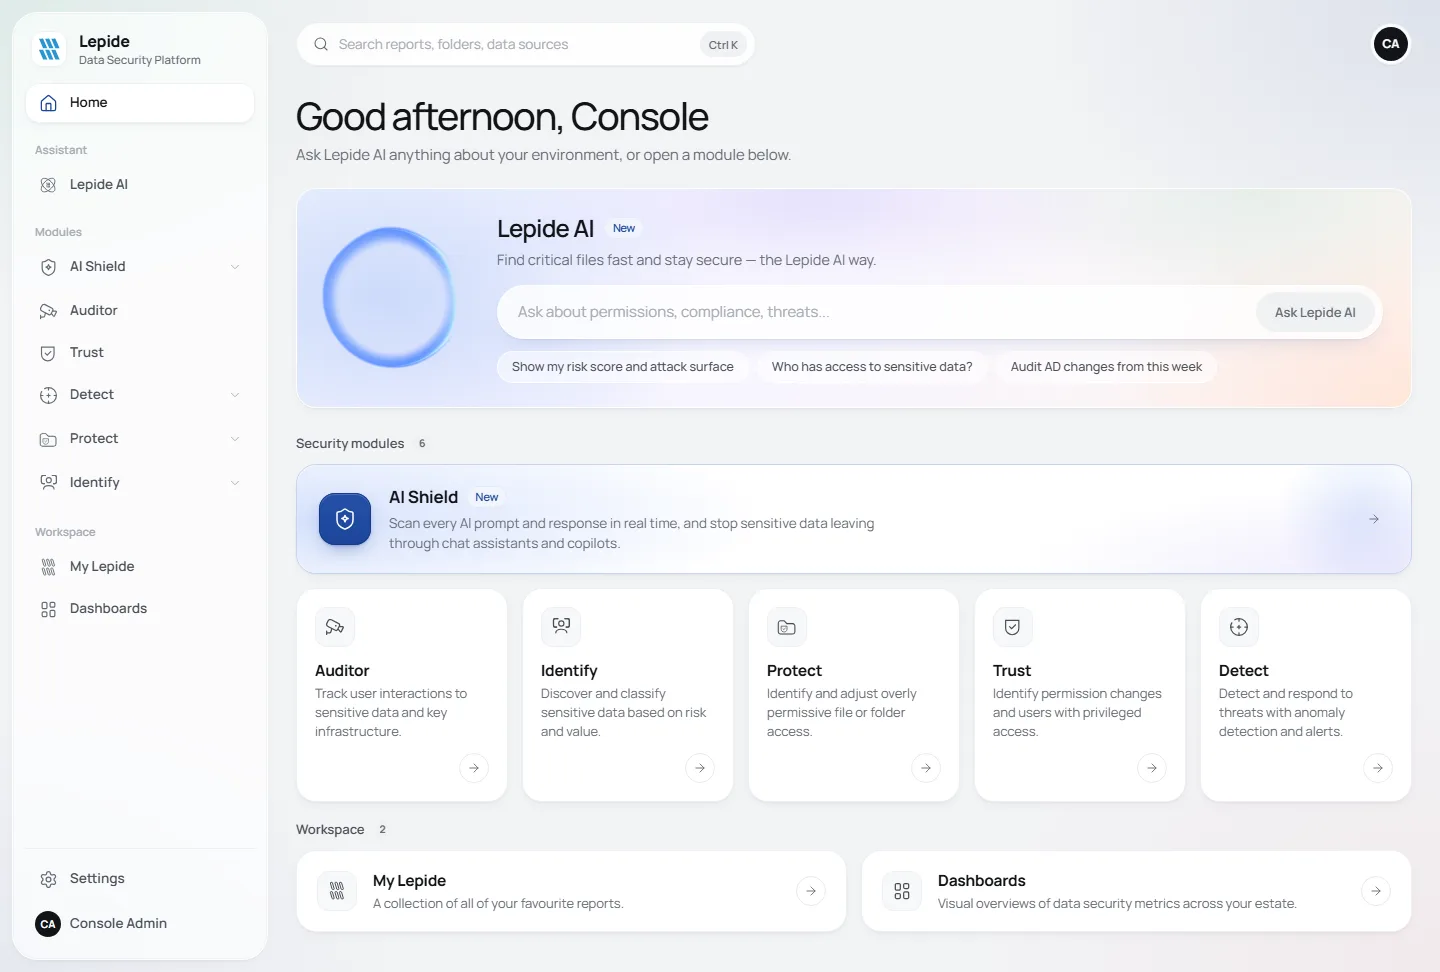 Lepide
Data Security Platform
Home
Assistant
Lepide AI
Modules
AI Shield
Auditor
Trust
Detect
Protect
Identify
Workspace
My Lepide
Dashboards
Settings
CA
Console Admin
Search reports, folders, data sources
Ctrl K
CA
Good afternoon, Console
Ask Lepide AI anything about your environment, or open a module below.
Lepide AI New
Find critical files fast and stay secure — the Lepide AI way.
Ask about permissions, compliance, threats...
Ask Lepide AI
Show my risk score and attack surface
Who has access to sensitive data?
Audit AD changes from this week
Security modules 6
AI Shield New
Scan every AI prompt and response in real time, and stop sensitive data leaving
through chat assistants and copilots.
Auditor
Track user interactions to
sensitive data and key
infrastructure.
Identify
Discover and classify
sensitive data based on risk
and value.
Protect
Identify and adjust overly
permissive file or folder
access.
Trust
Identify permission changes
and users with privileged
access.
Detect
Detect and respond to
threats with anomaly
detection and alerts.
Workspace 2
My Lepide
A collection of all of your favourite reports.
Dashboards
Visual overviews of data security metrics across your estate.